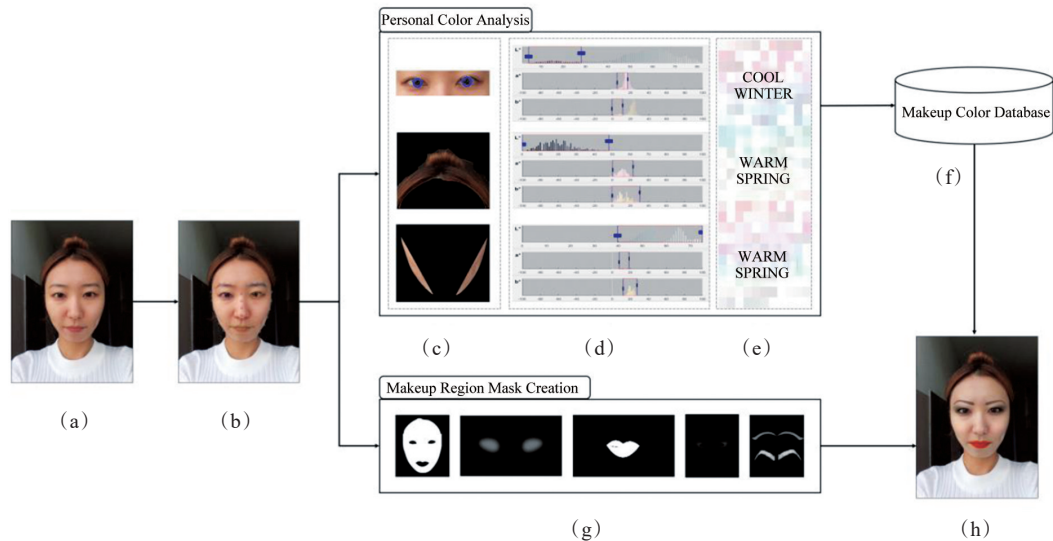 Personal Color Analysis
COOL
WINTER
WARM
SPRING
WARM
SPRING
Makeup Color Database
(f)
(c)
(d)
(e)
(a)
(b)
Makeup Region Mask Creation
(g)
(h)